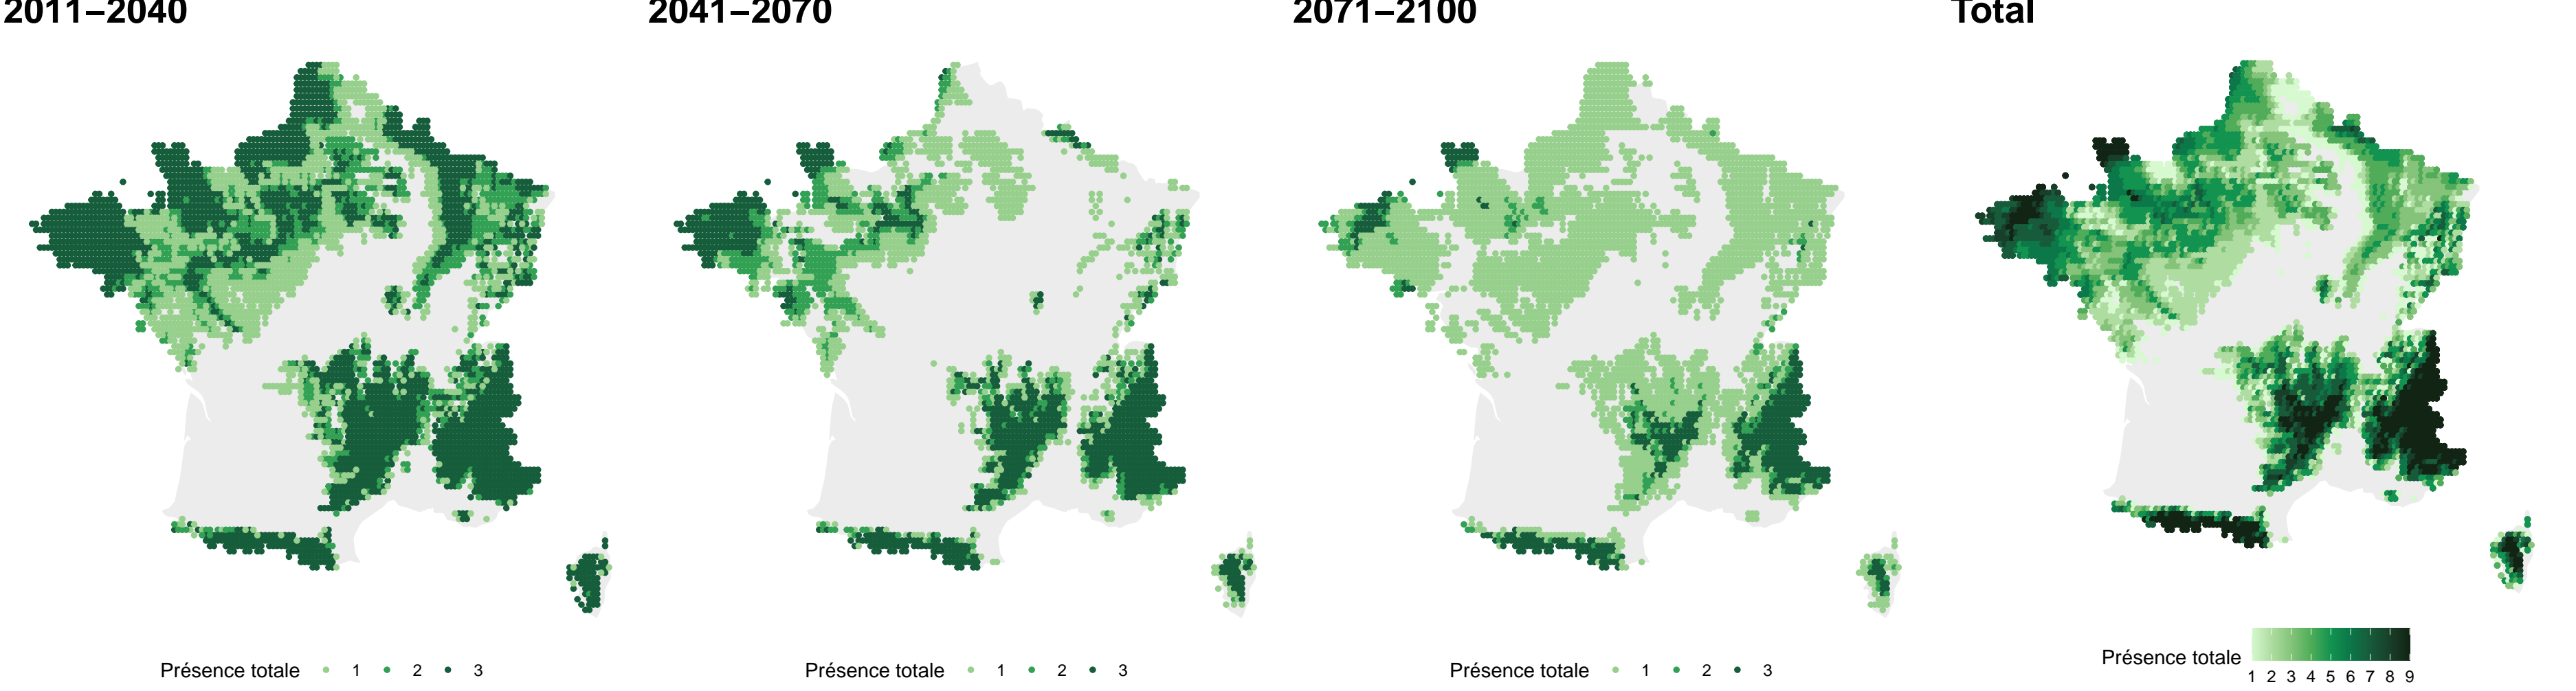 2011–2040
2041–2070
2071–2100
Total
Présence totale 1 2 3
Présence totale 1 2 3
Présence totale 1 2 3
Présence totale
1 2 3 4 5 6 7 8 9